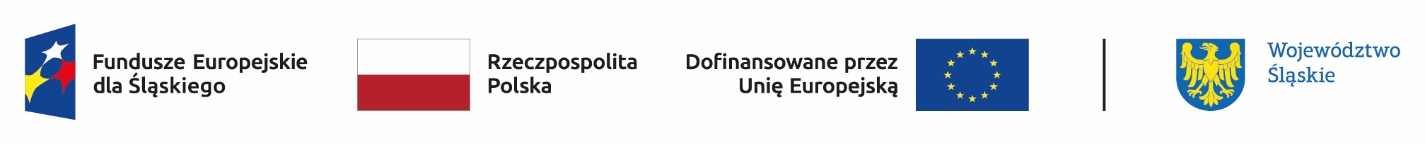 Fundusze Europejskie
dla Śląskiego
Rzeczpospolita
Polska
Dofinansowane przez
Unię Europejską
Województwo
Śląskie